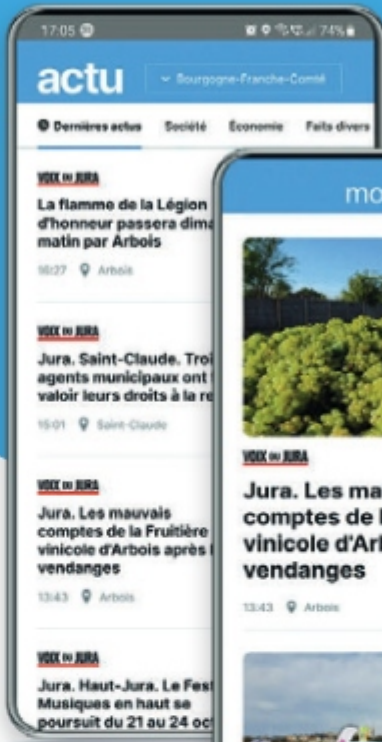 17:05
74%
actu
Bourgogne-Franche-Comté
Dernières actus Société Economie Faits divers
VOIX DU JURA
La flamme de la Légion
d'honneur passera dima
matin par Arbois
16:27 Arbois
VOIX DU JURA
Jura. Saint-Claude. Troi
agents municipaux ont
valoir leurs droits à la re
15:01 Saint-Claude
VOIX DU JURA
Jura. Les mauvais
comptes de la Fruitière
vinicole d'Arbois après
vendanges
13:43 Arbois
VOIX DU JURA
Jura. Haut-Jura. Le Fest
Musiques en haut se
poursuit du 21 au 24 oct
mo
VOIX DU JURA
Jura. Les ma
comptes de l
vinicole d'Arb
vendanges
13:43 Arbois